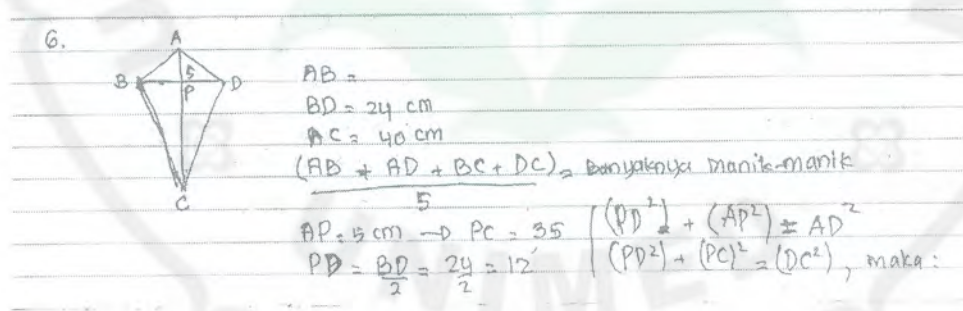 6.
A
B 5 D
P
C
AB =
BD = 24 cm
AC = 40 cm
(AB + AD + BC + DC) = Banyaknya manik-manik
5
AP = 5 cm → PC = 35 | (PD²) + (AP²) = AD²
PD = BD/2 = 24/2 = 12 | (PD²) + (PC)² = (DC²), maka :